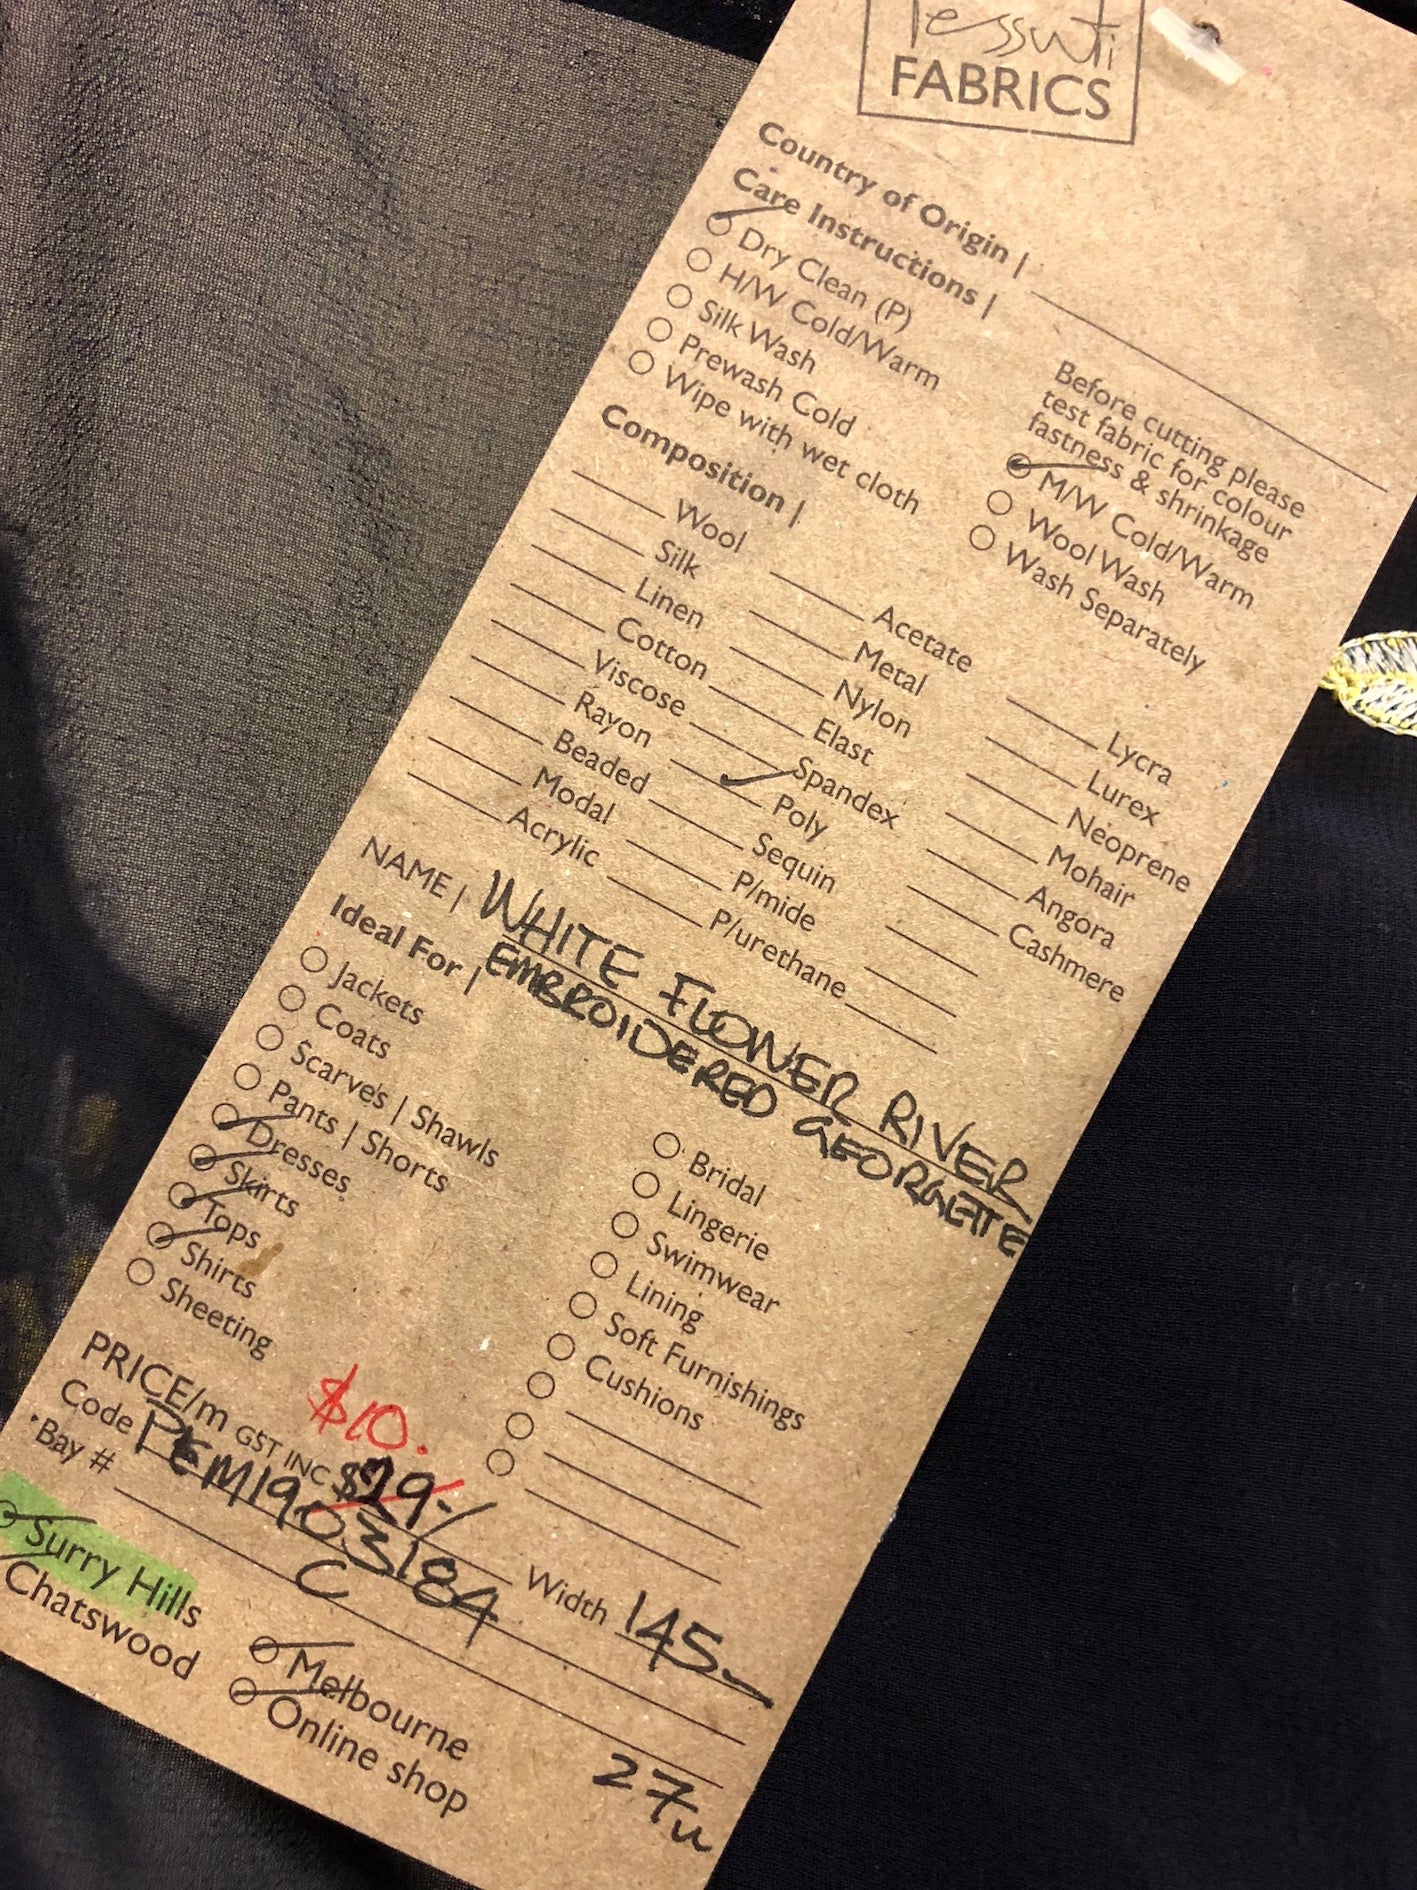 Tessuti
FABRICS
Country of Origin |
Care Instructions |
Dry Clean (P)
H/W Cold/Warm
Silk Wash
Prewash Cold
Wipe with wet cloth
Before cutting please
test fabric for colour
fastness & shrinkage
M/W Cold/Warm
Wool Wash
Wash Separately
Composition |
Wool
Silk
Linen
Cotton
Viscose
Rayon
Beaded
Modal
Acrylic
Acetate
Metal
Nylon
Elast
Spandex
Poly
Sequin
P/mide
P/urethane
Lycra
Lurex
Neoprene
Mohair
Angora
Cashmere
NAME | WHITE FLOWER RIVER
EMBROIDERED GEORGETTE
Ideal For |
Jackets
Coats
Scarves | Shawls
Pants | Shorts
Dresses
Skirts
Tops
Shirts
Sheeting
Bridal
Lingerie
Swimwear
Lining
Soft Furnishings
Cushions
$10.
PRICE/m GST INC $29-/ Width 145-
Code PEM1903184
Bay # C
Surry Hills
Chatswood
Melbourne
Online shop